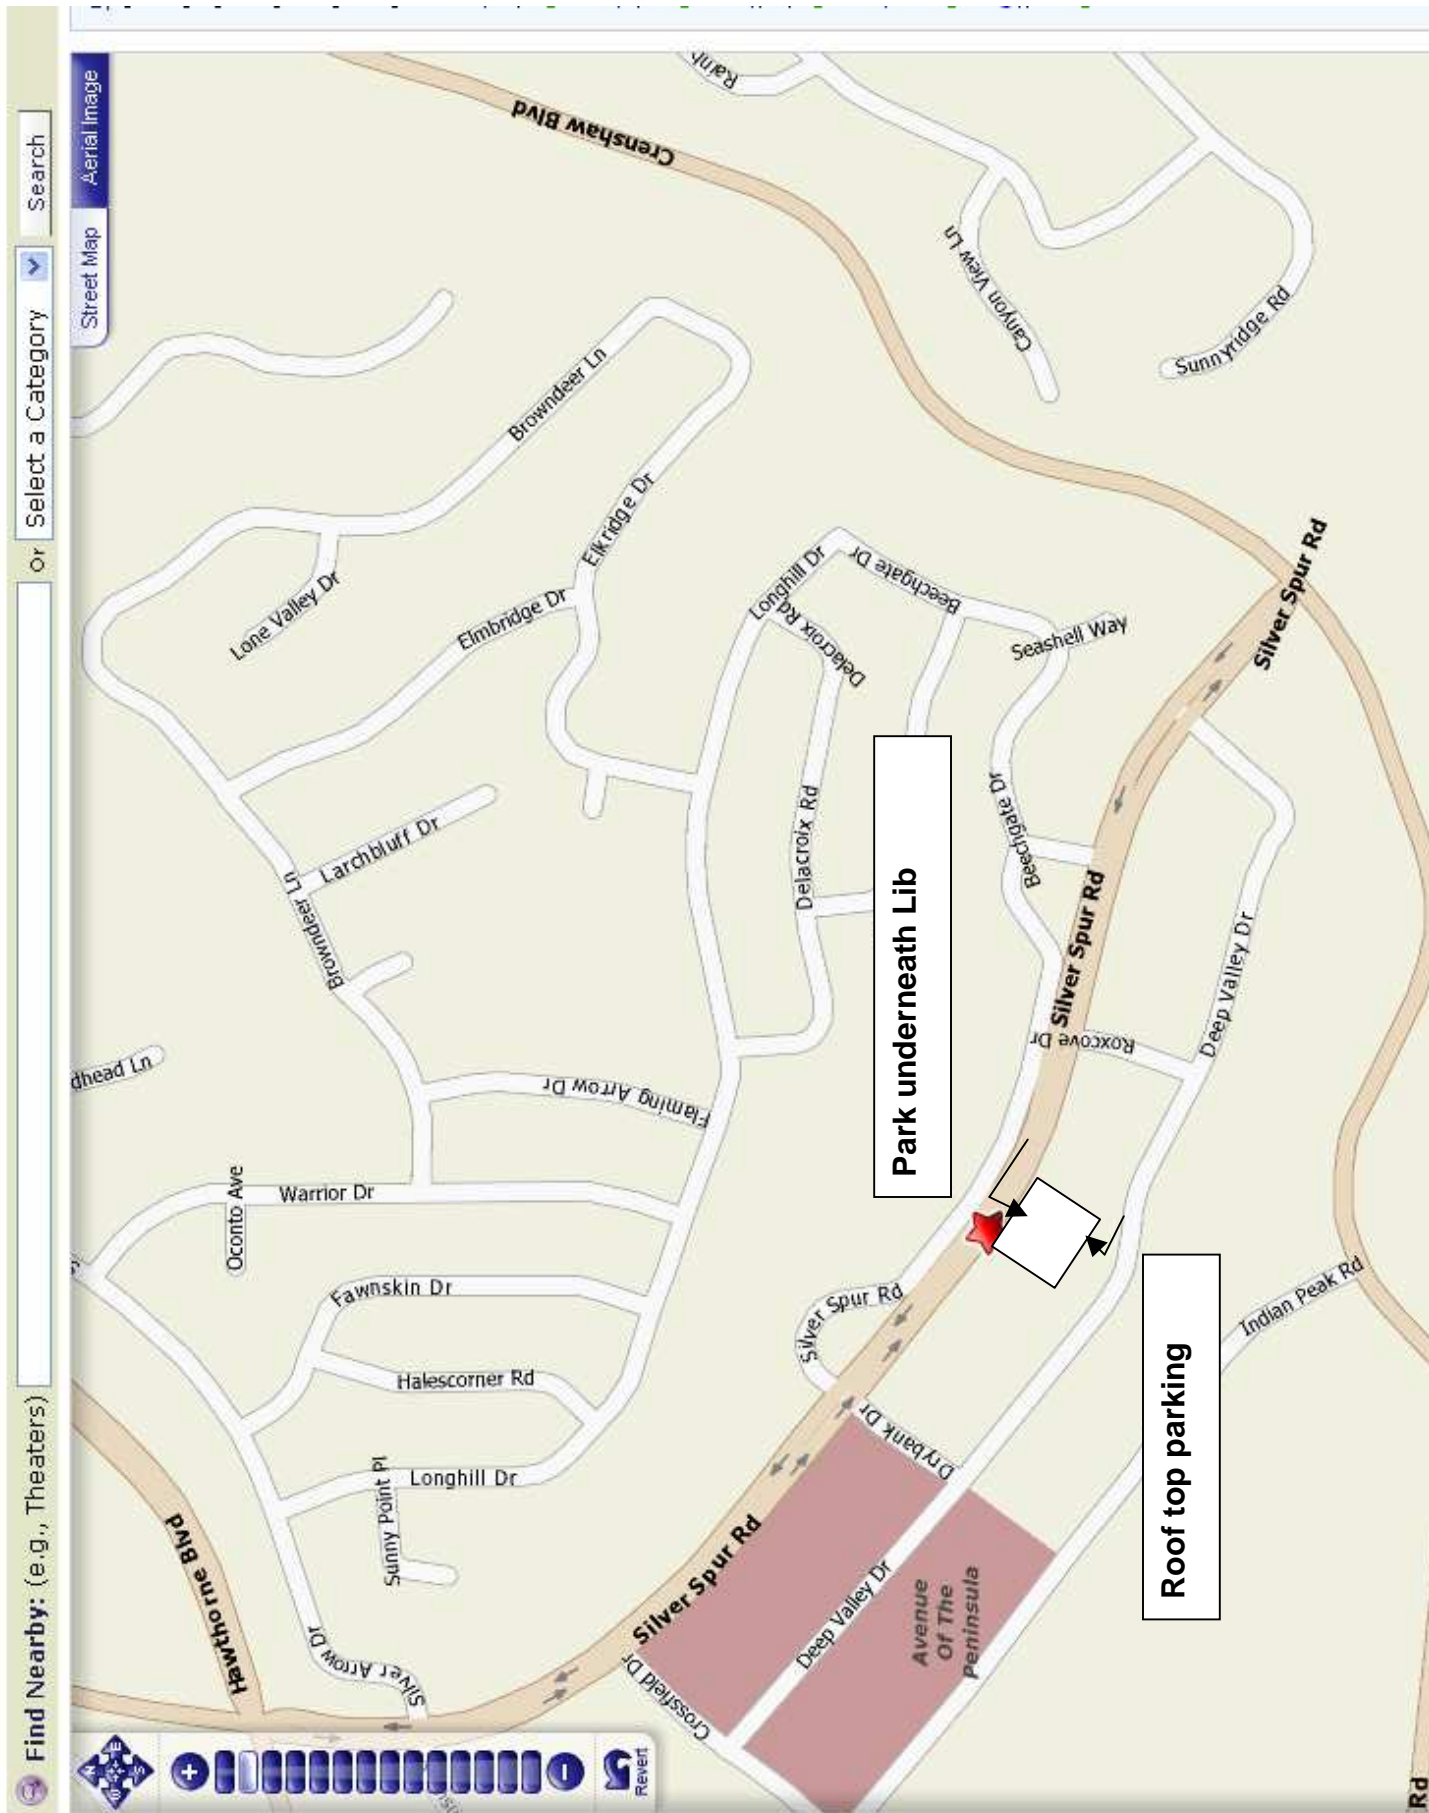 Find Nearby: (e.g., Theaters)
or
Select a Category
Search
Street Map
Aerial Image
N
W
E
S
Revert
Hawthorne Blvd
dhead Ln
Crenshaw Blvd
Oconto Ave
Warrior Dr
Lone Valley Dr
Browndeer Ln
Browndeer Ln
Larchbluff Dr
Elmbridge Dr
Elkridge Dr
Silver Arrow Dr
Sunny Point Pl
Longhill Dr
Halescorner Rd
Fawnskin Dr
Flaming Arrow Dr
Longhill Dr
Delacroix Rd
Delacroix Rd
Beechgate Dr
Beechgate Dr
Seashell Way
Canyon View Ln
Sunnyridge Rd
Crossfield Dr
Silver Spur Rd
Silver Spur Rd
Park underneath Lib
Roxcove Dr
Silver Spur Rd
Silver Spur Rd
Drybank Dr
Deep Valley Dr
Deep Valley Dr
Avenue
Of The
Peninsula
Roof top parking
Indian Peak Rd
Rd